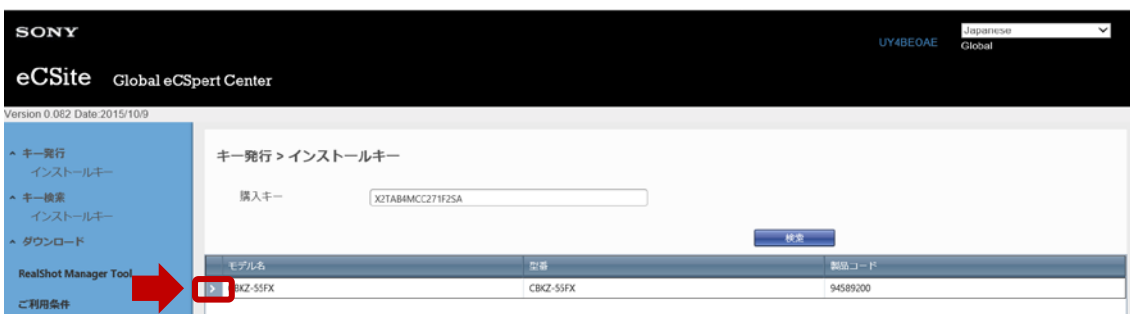 SONY
UY4BEOAE
Japanese
Global
eCSite Global eCSpert Center
Version 0.082 Date:2015/10/9
キー発行
インストールキー
キー検索
インストールキー
ダウンロード
RealShot Manager Tool
ご利用条件
キー発行 > インストールキー
購入キー
X2TAB4MCC271F2SA
検索
モデル名 型番 製品コード
CBKZ-55FX CBKZ-55FX 94589200